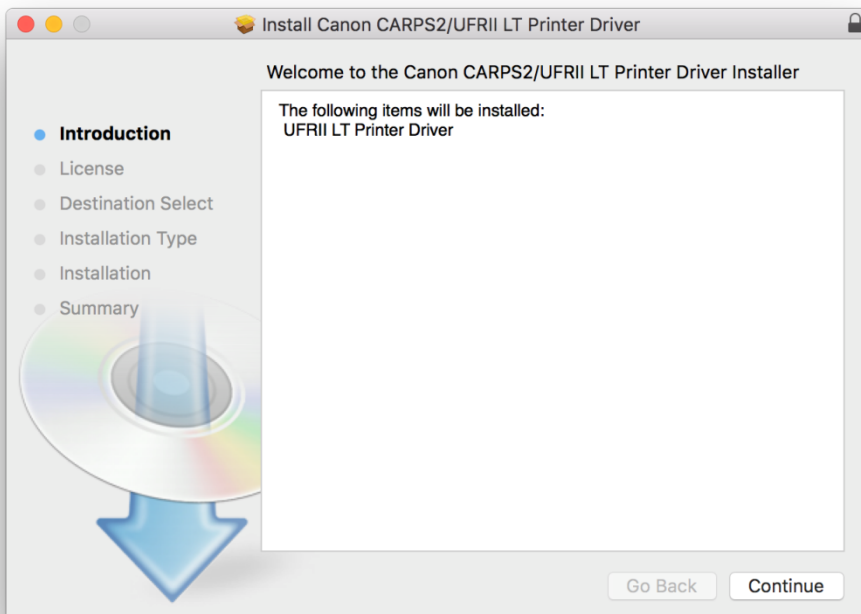 Install Canon CARPS2/UFRII LT Printer Driver
Welcome to the Canon CARPS2/UFRII LT Printer Driver Installer
Introduction
License
Destination Select
Installation Type
Installation
Summary
The following items will be installed:
UFRII LT Printer Driver
Go Back
Continue